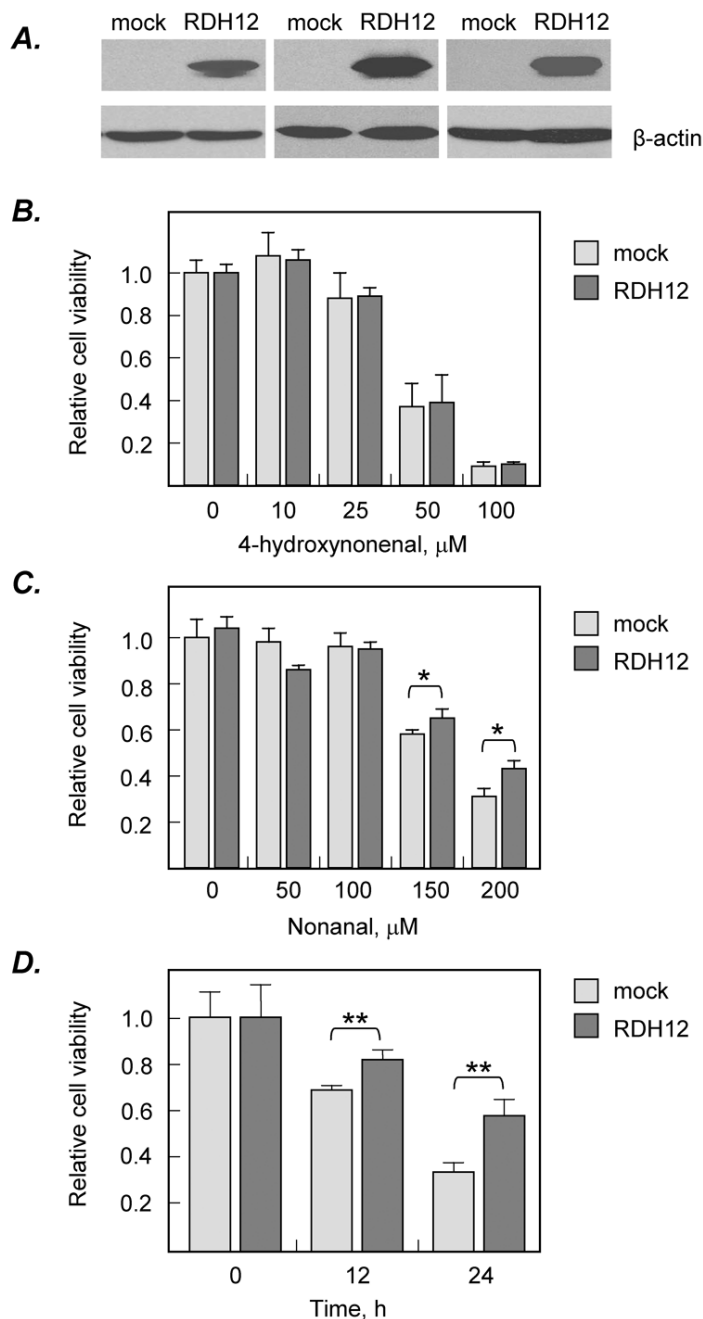 A.
mock RDH12 mock RDH12 mock RDH12
β-actin
B.
Relative cell viability
1.0
0.8
0.6
0.4
0.2
0 10 25 50 100
4-hydroxynonenal, μM
mock
RDH12
C.
Relative cell viability
1.0
0.8
0.6
0.4
0.2
* *
0 50 100 150 200
Nonanal, μM
mock
RDH12
D.
Relative cell viability
1.0
0.8
0.6
0.4
0.2
** **
0 12 24
Time, h
mock
RDH12